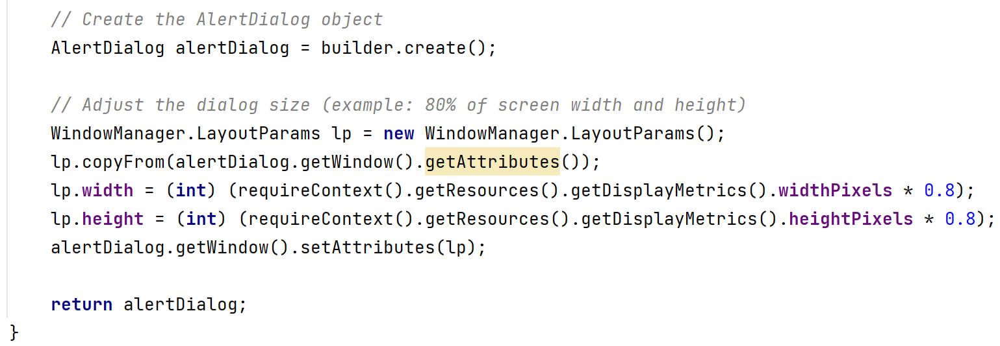 // Create the AlertDialog object
AlertDialog alertDialog = builder.create();
// Adjust the dialog size (example: 80% of screen width and height)
WindowManager.LayoutParams lp = new WindowManager.LayoutParams();
lp.copyFrom(alertDialog.getWindow().getAttributes());
lp.width = (int) (requireContext().getResources().getDisplayMetrics().widthPixels * 0.8);
lp.height = (int) (requireContext().getResources().getDisplayMetrics().heightPixels * 0.8);
alertDialog.getWindow().setAttributes(lp);
return alertDialog;
}